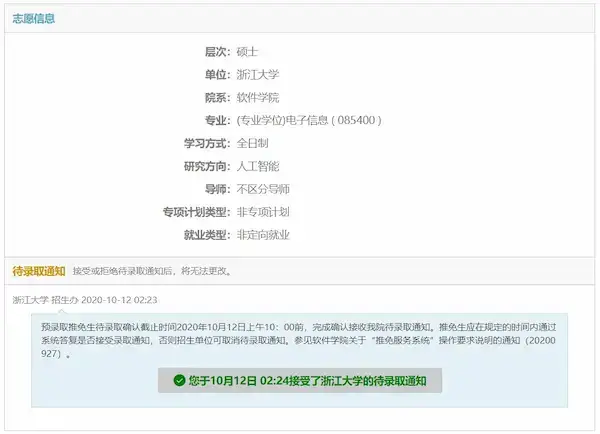 志愿信息
层次：硕士
单位：浙江大学
院系：软件学院
专业：(专业学位)电子信息（085400）
学习方式：全日制
研究方向：人工智能
导师：不区分导师
专项计划类型：非专项计划
就业类型：非定向就业
待录取通知 接受或拒绝待录取通知后，将无法更改。
浙江大学 招生办 2020-10-12 02:23
预录取推免生待录取确认截止时间2020年10月12日上午10：00前，完成确认接收我院待录取通知。推免生应在规定的时间内通过
系统答复是否接受录取通知，否则招生单位可取消待录取通知。参见软件学院关于“推免服务系统”操作要求说明的通知（20200
927）。
您于10月12日 02:24接受了浙江大学的待录取通知